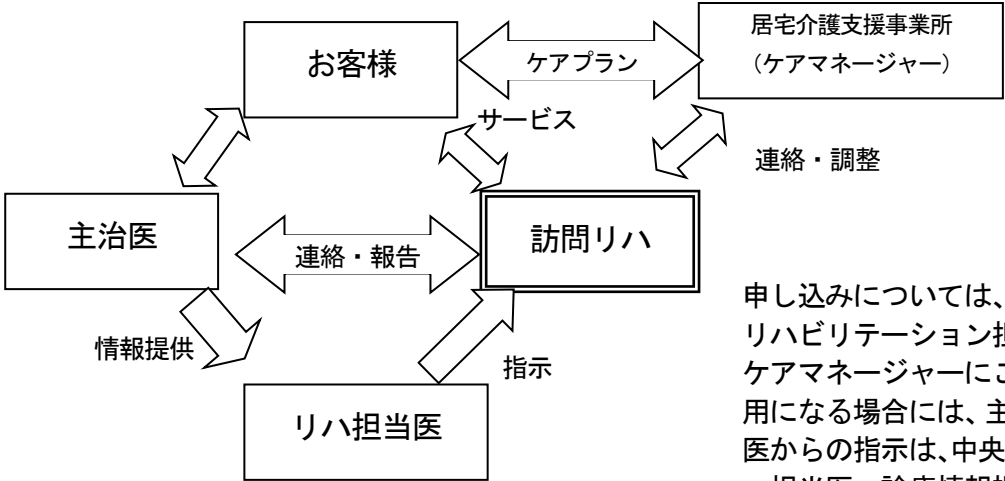 お客様
ケアプラン
居宅介護支援事業所
（ケアマネージャー）
サービス
連絡・調整
主治医
連絡・報告
訪問リハ
情報提供
指示
リハ担当医
申し込みについては、
リハビリテーション担
ケアマネージャーにこ
用になる場合には、主
医からの指示は、中央